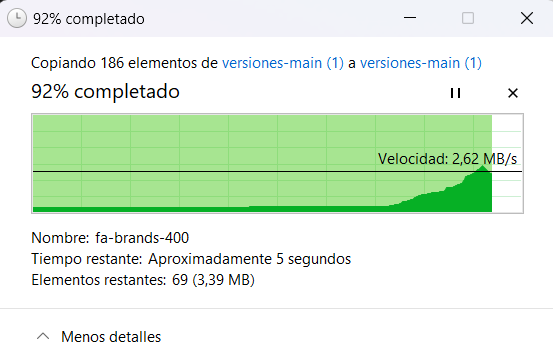 92% completado
Copiando 186 elementos de versiones-main (1) a versiones-main (1)
92% completado
Velocidad: 2,62 MB/s
Nombre: fa-brands-400
Tiempo restante: Aproximadamente 5 segundos
Elementos restantes: 69 (3,39 MB)
Menos detalles